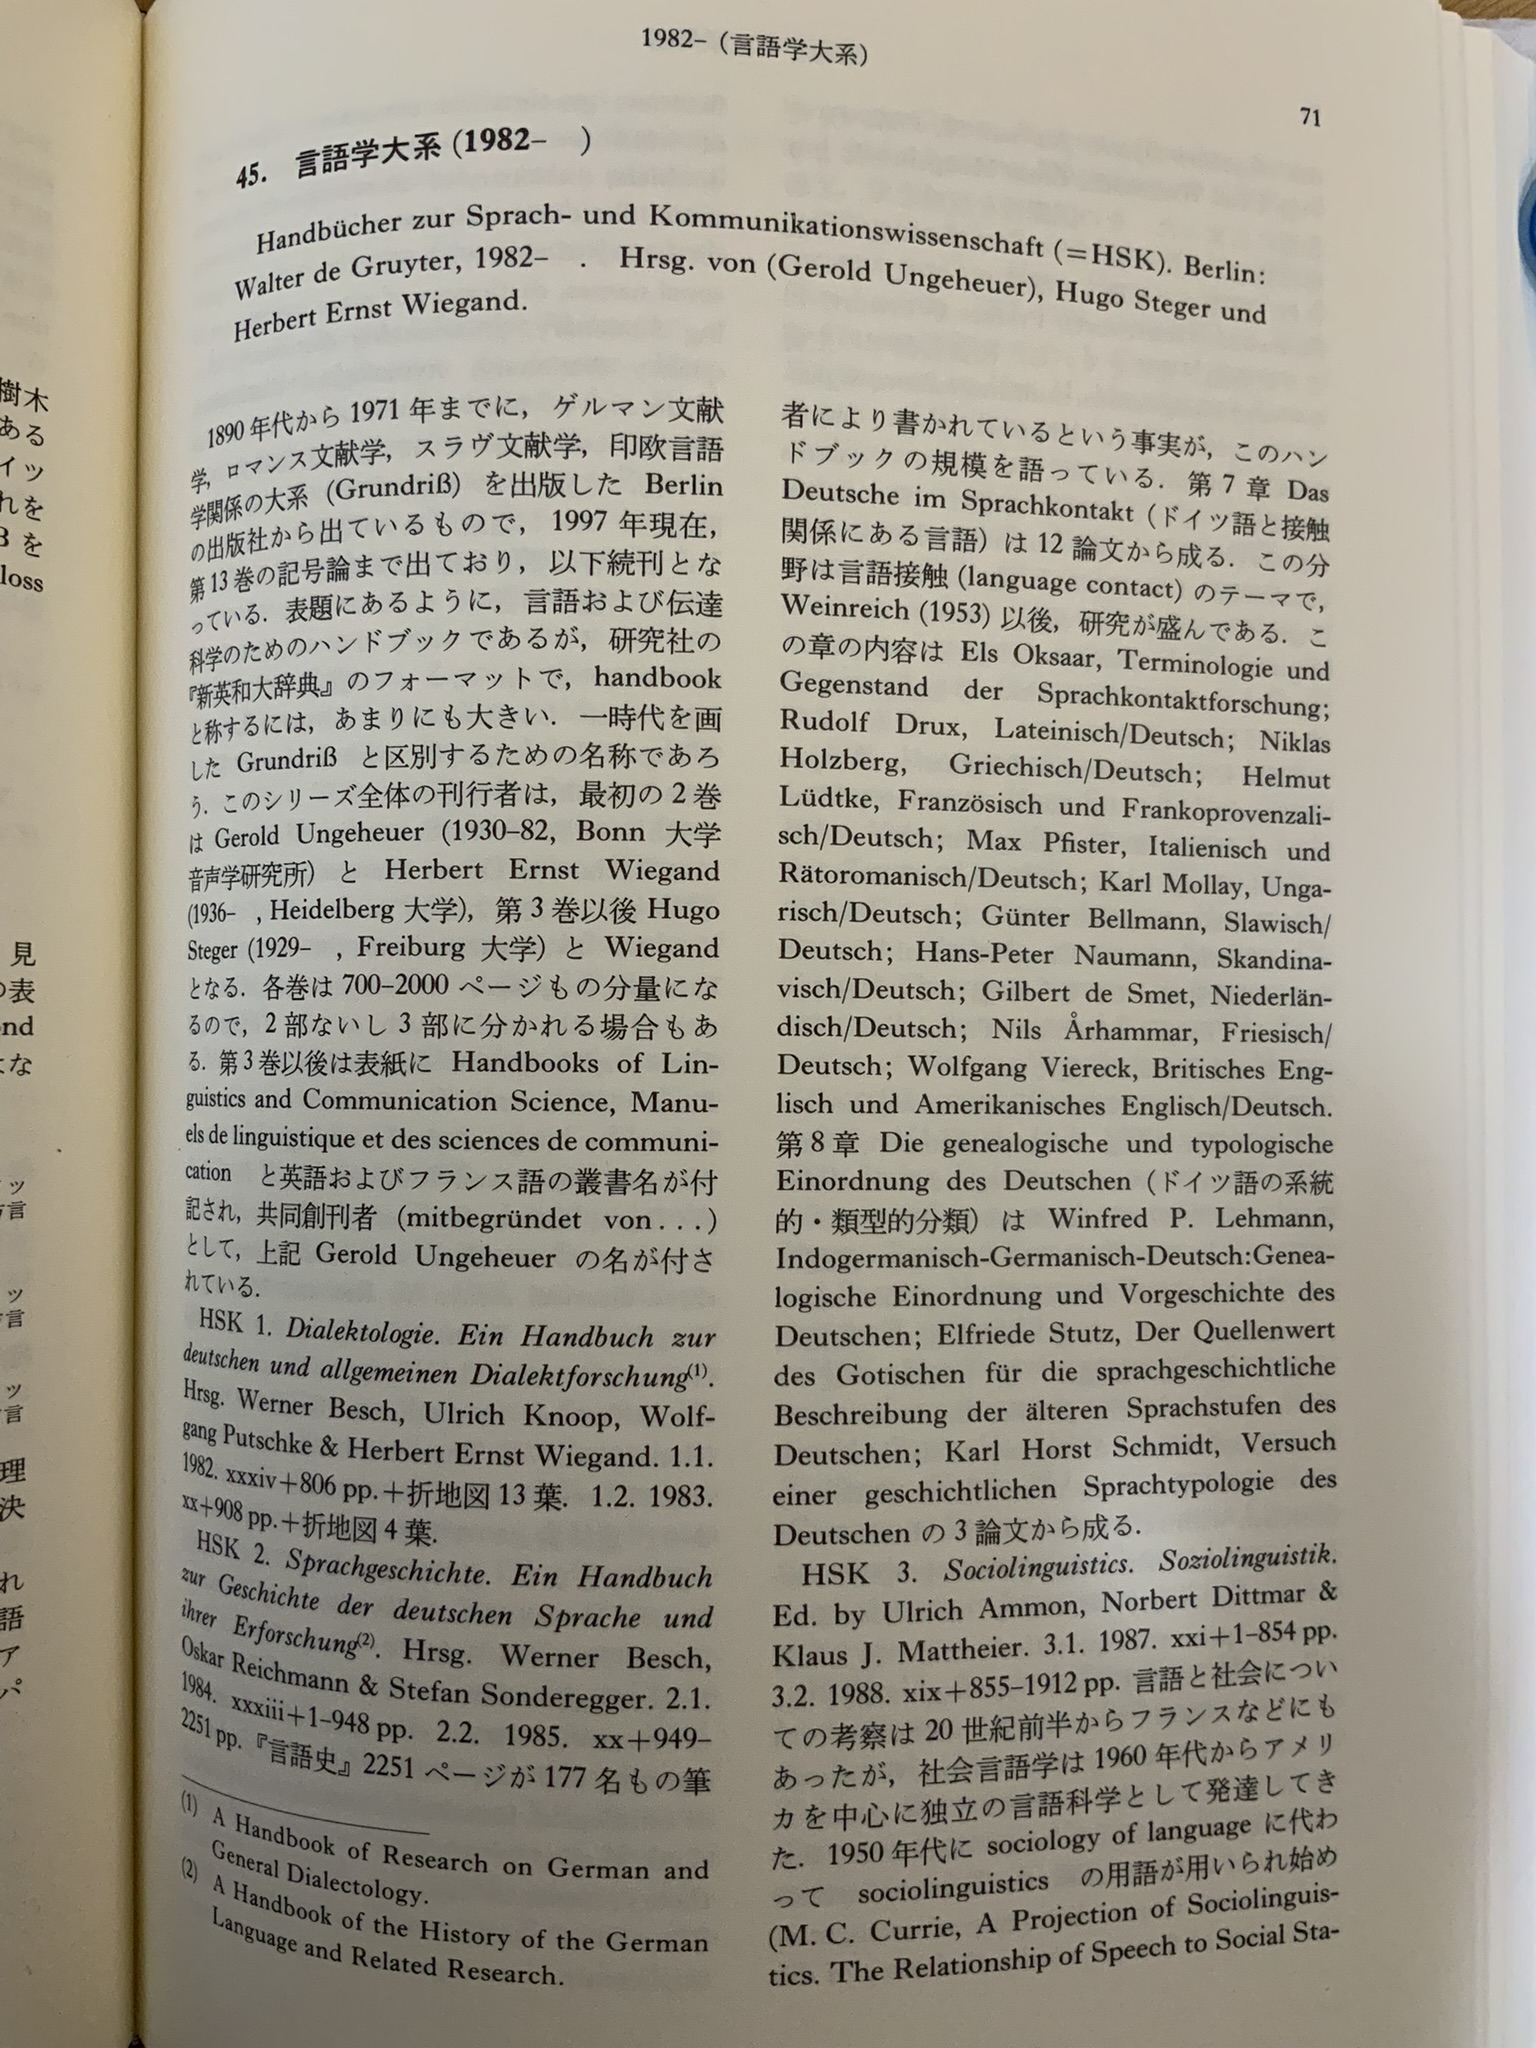 1982– (言語学大系)
71
45. 言語学大系 (1982– )
Handbücher zur Sprach- und Kommunikationswissenschaft (=HSK). Berlin:
Walter de Gruyter, 1982– . Hrsg. von (Gerold Ungeheuer), Hugo Steger und
Herbert Ernst Wiegand.
1890 年代から 1971 年までに, ゲルマン文献
学, ロマンス文献学, スラヴ文献学, 印欧言語
学関係の大系 (Grundriß) を出版した Berlin
の出版社から出ているもので, 1997 年現在,
第13巻の記号論まで出ており, 以下続刊とな
っている. 表題にあるように, 言語および伝達
科学のためのハンドブックであるが, 研究社の
『新英和大辞典』のフォーマットで, handbook
と称するには, あまりにも大きい. 一時代を画
した Grundriß と区別するための名称であろ
う. このシリーズ全体の刊行者は, 最初の 2 巻
は Gerold Ungeheuer (1930–82, Bonn 大学
音声学研究所) と Herbert Ernst Wiegand
(1936– , Heidelberg 大学), 第 3 巻以後 Hugo
Steger (1929– , Freiburg 大学) と Wiegand
となる. 各巻は 700–2000 ページもの分量にな
るので, 2 部ないし 3 部に分かれる場合もあ
る. 第3巻以後は表紙に Handbooks of Lin-
guistics and Communication Science, Manu-
els de linguistique et des sciences de communi-
cation と英語およびフランス語の叢書名が付
記され, 共同創刊者 (mitbegründet von...)
として, 上記 Gerold Ungeheuer の名が付さ
れている.
HSK 1. Dialektologie. Ein Handbuch zur
deutschen und allgemeinen Dialektforschung(1).
Hrsg. Werner Besch, Ulrich Knoop, Wolf-
gang Putschke & Herbert Ernst Wiegand. 1.1.
1982. xxxiv+806 pp.+折地図 13 葉. 1.2. 1983.
xx+908 pp.+折地図 4 葉.
HSK 2. Sprachgeschichte. Ein Handbuch
zur Geschichte der deutschen Sprache und
ihrer Erforschung(2). Hrsg. Werner Besch,
Oskar Reichmann & Stefan Sonderegger. 2.1.
1984. xxxiii+1–948 pp. 2.2. 1985. xx+949–
2251 pp. 『言語史』2251 ページが 177 名もの筆
(1) A Handbook of Research on German and
General Dialectology.
(2) A Handbook of the History of the German
Language and Related Research.
者により書かれているという事実が, このハン
ドブックの規模を語っている. 第 7 章 Das
Deutsche im Sprachkontakt (ドイツ語と接触
関係にある言語) は 12 論文から成る. この分
野は言語接触 (language contact) のテーマで,
Weinreich (1953) 以後, 研究が盛んである. こ
の章の内容は Els Oksaar, Terminologie und
Gegenstand der Sprachkontaktforschung;
Rudolf Drux, Lateinisch/Deutsch; Niklas
Holzberg, Griechisch/Deutsch; Helmut
Lüdtke, Französisch und Frankoprovenzali-
sch/Deutsch; Max Pfister, Italienisch und
Rätoromanisch/Deutsch; Karl Mollay, Unga-
risch/Deutsch; Günter Bellmann, Slawisch/
Deutsch; Hans-Peter Naumann, Skandina-
visch/Deutsch; Gilbert de Smet, Niederlän-
disch/Deutsch; Nils Århammar, Friesisch/
Deutsch; Wolfgang Viereck, Britisches Eng-
lisch und Amerikanisches Englisch/Deutsch.
第 8 章 Die genealogische und typologische
Einordnung des Deutschen (ドイツ語の系統
的・類型的分類) は Winfred P. Lehmann,
Indogermanisch-Germanisch-Deutsch:Genea-
logische Einordnung und Vorgeschichte des
Deutschen; Elfriede Stutz, Der Quellenwert
des Gotischen für die sprachgeschichtliche
Beschreibung der älteren Sprachstufen des
Deutschen; Karl Horst Schmidt, Versuch
einer geschichtlichen Sprachtypologie des
Deutschen の 3 論文から成る.
HSK 3. Sociolinguistics. Soziolinguistik.
Ed. by Ulrich Ammon, Norbert Dittmar &
Klaus J. Mattheier. 3.1. 1987. xxi+1–854 pp.
3.2. 1988. xix+855–1912 pp. 言語と社会につい
ての考察は 20 世紀前半からフランスなどにも
あったが, 社会言語学は 1960 年代からアメリ
カを中心に独立の言語科学として発達してき
た. 1950 年代に sociology of language に代わ
って sociolinguistics の用語が用いられ始め
(M. C. Currie, A Projection of Sociolinguis-
tics. The Relationship of Speech to Social Sta-